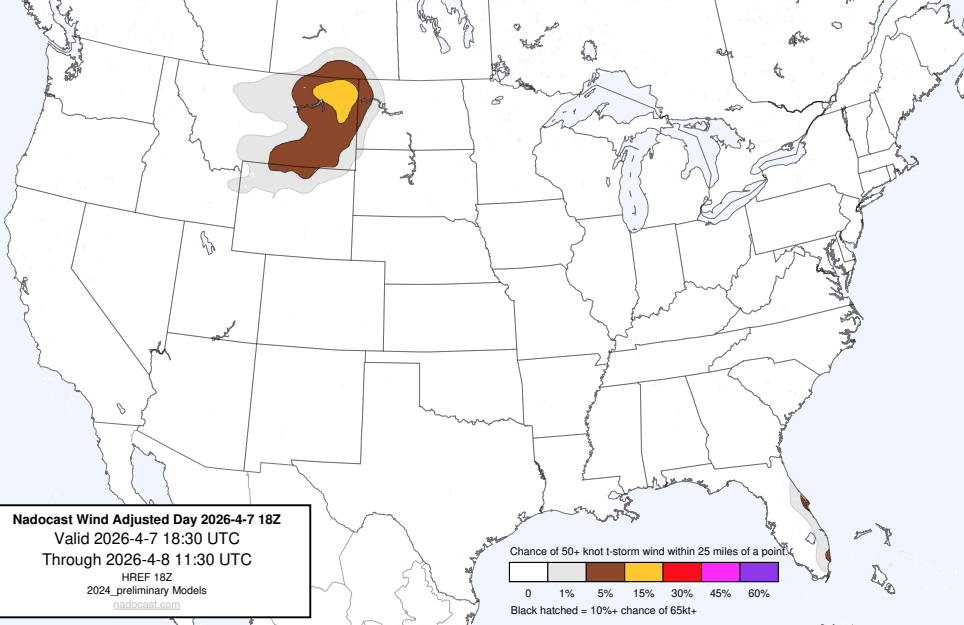 Nadocast Wind Adjusted Day 2026-4-7 18Z
Valid 2026-4-7 18:30 UTC
Through 2026-4-8 11:30 UTC
HREF 18Z
2024_preliminary Models
nadocast.com
Chance of 50+ knot t-storm wind within 25 miles of a point.
0 1% 5% 15% 30% 45% 60%
Black hatched = 10%+ chance of 65kt+